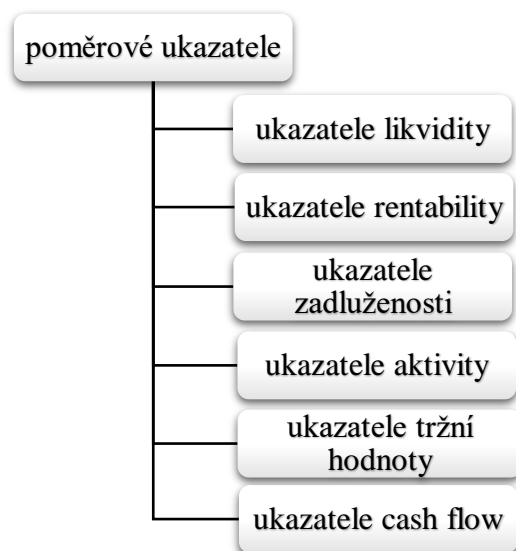 poměrové ukazatele
ukazatele likvidity
ukazatele rentability
ukazatele
zadluženosti
ukazatele aktivity
ukazatele tržní
hodnoty
ukazatele cash flow